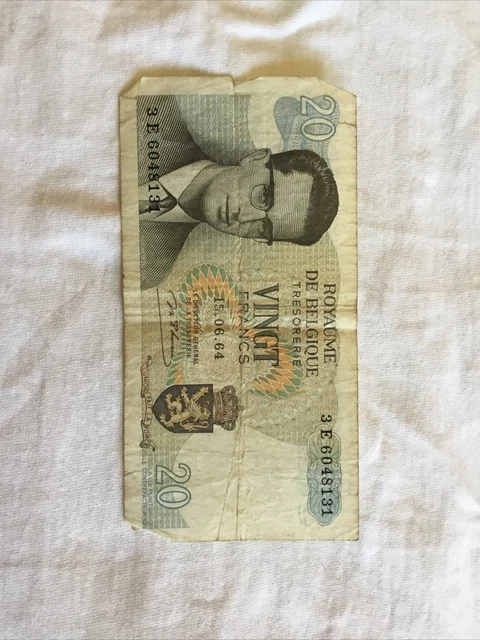 20
ROYAUME
DE BELGIQUE
TRESORERIE
VINGT
FRANCS
15.06.64
3 E 6048131
3 E 6048131
20